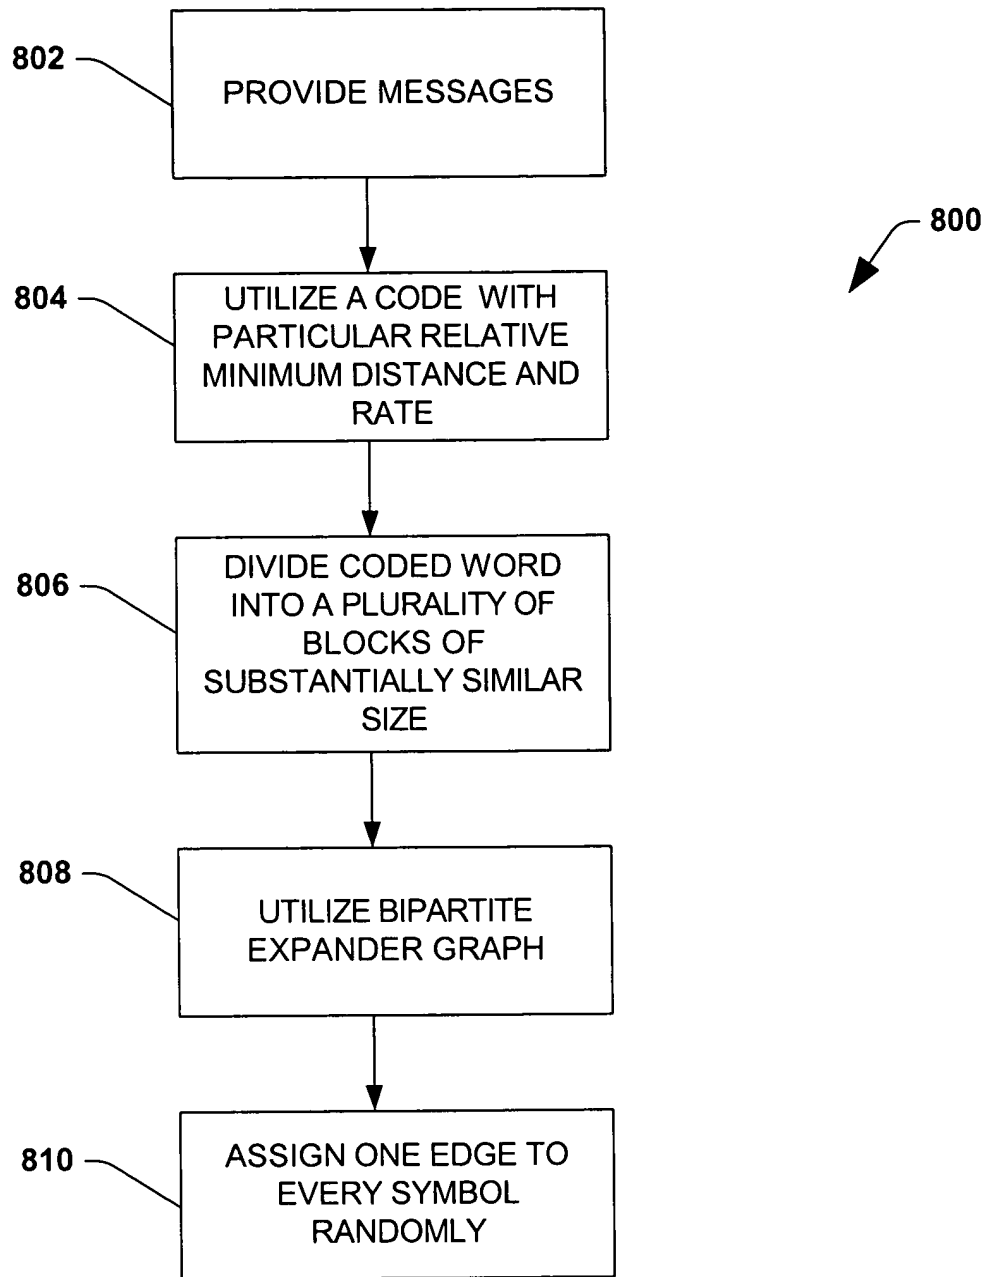 802
PROVIDE MESSAGES
800
804
UTILIZE A CODE WITH
PARTICULAR RELATIVE
MINIMUM DISTANCE AND
RATE
806
DIVIDE CODED WORD
INTO A PLURALITY OF
BLOCKS OF
SUBSTANTIALLY SIMILAR
SIZE
808
UTILIZE BIPARTITE
EXPANDER GRAPH
810
ASSIGN ONE EDGE TO
EVERY SYMBOL
RANDOMLY